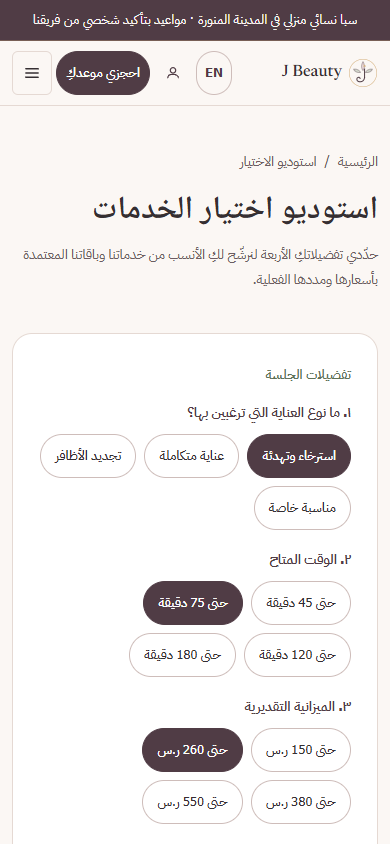 سبا نسائي منزلي في المدينة المنورة · مواعيد بتأكيد شخصي من فريقنا
J Beauty
EN
احجزي موعدكِ
الرئيسية / استوديو الاختيار
استوديو اختيار الخدمات
حدّدي تفضيلاتكِ الأربعة لنرشّح لكِ الأنسب من خدماتنا وباقاتنا المعتمدة
بأسعارها ومددها الفعلية.
تفضيلات الجلسة
١. ما نوع العناية التي ترغبين بها؟
استرخاء وتهدئة
عناية متكاملة
تجديد الأظافر
مناسبة خاصة
٢. الوقت المتاح
حتى 45 دقيقة
حتى 75 دقيقة
حتى 120 دقيقة
حتى 180 دقيقة
٣. الميزانية التقديرية
حتى 150 ر.س
حتى 260 ر.س
حتى 380 ر.س
حتى 550 ر.س